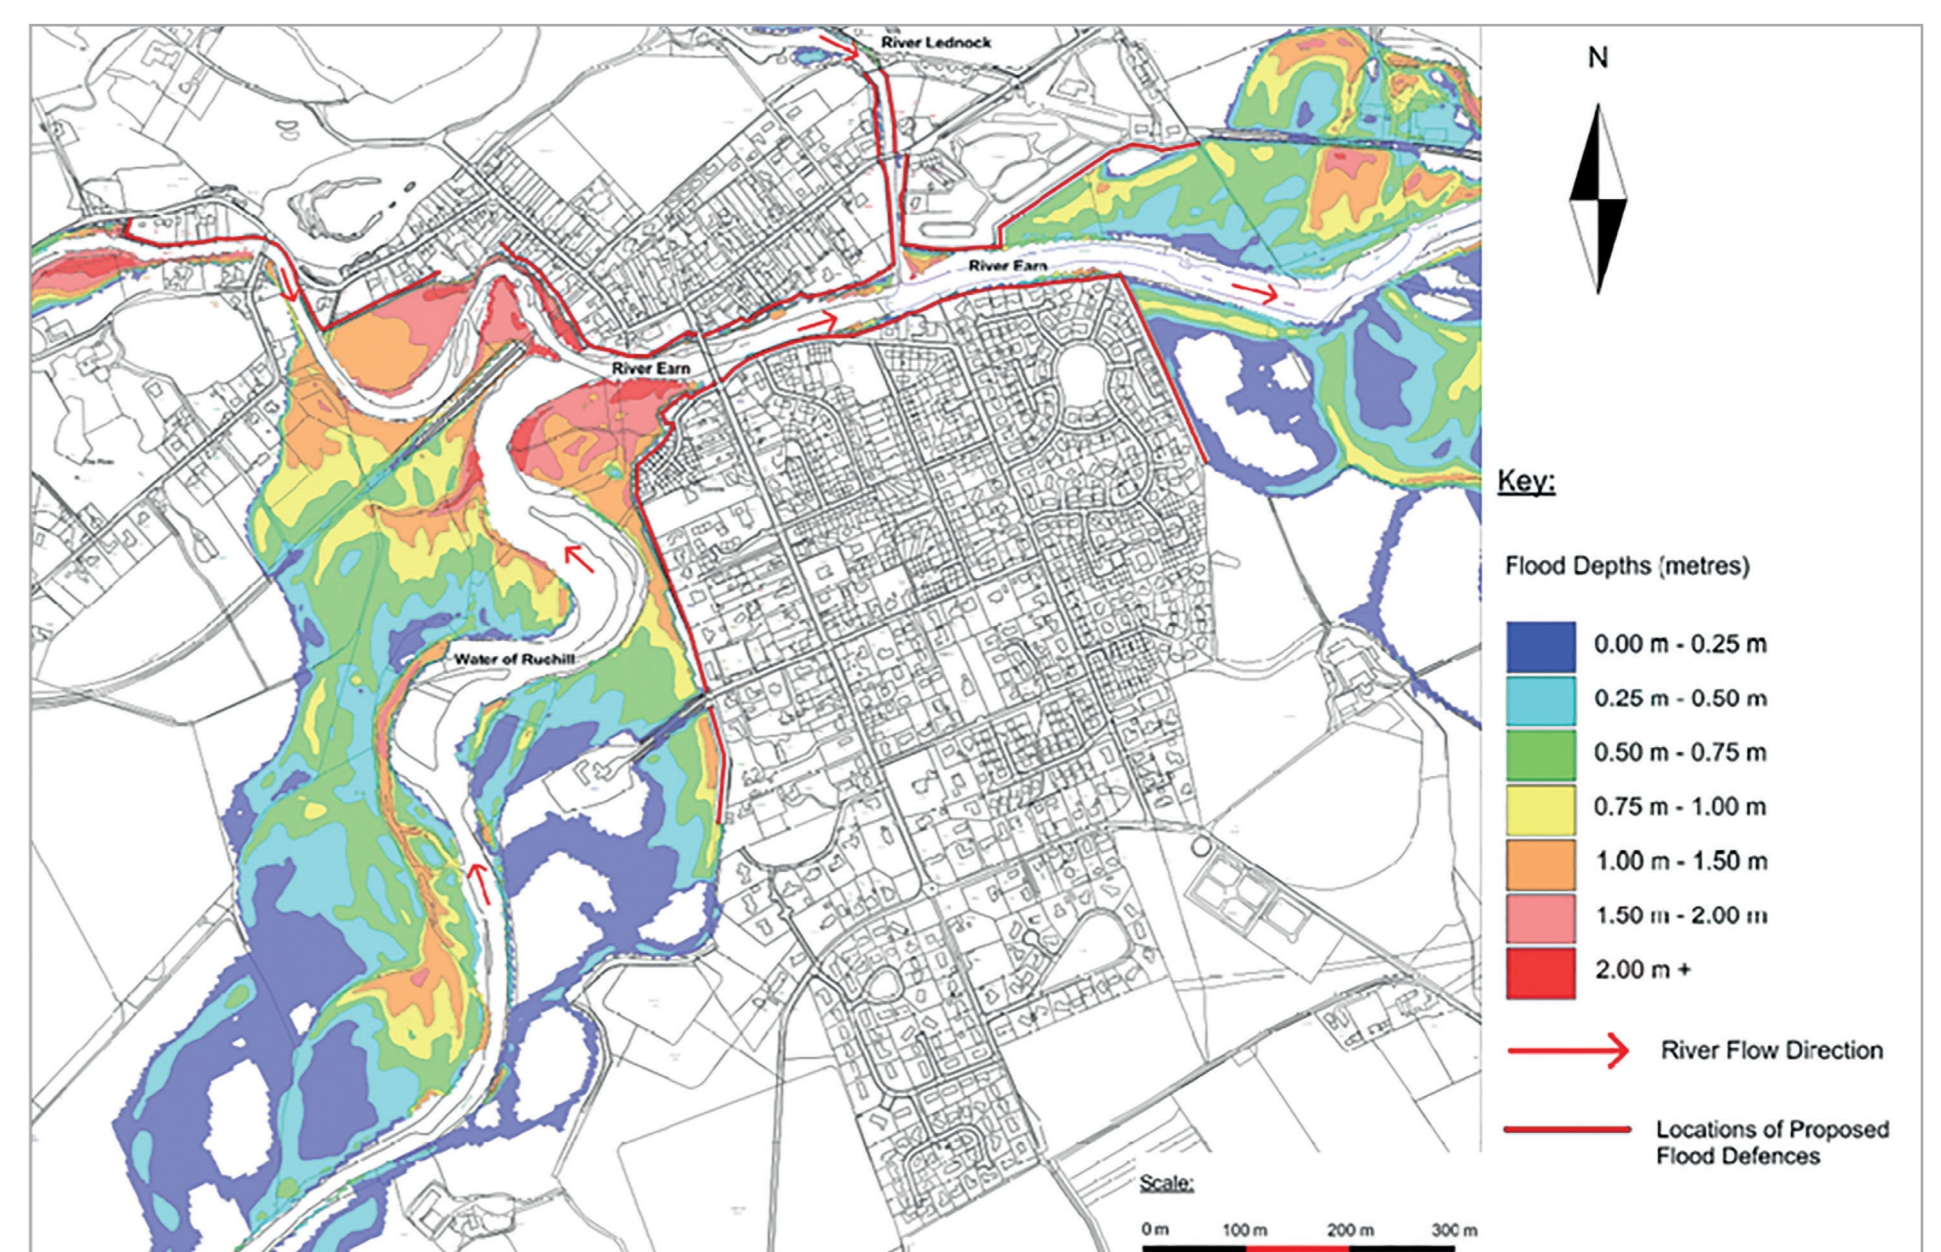 River Lednock
N
River Earn
River Earn
Water of Ruchill
Key:
Flood Depths (metres)
0.00 m - 0.25 m
0.25 m - 0.50 m
0.50 m - 0.75 m
0.75 m - 1.00 m
1.00 m - 1.50 m
1.50 m - 2.00 m
2.00 m +
River Flow Direction
Locations of Proposed
Flood Defences
Scale:
0 m 100 m 200 m 300 m